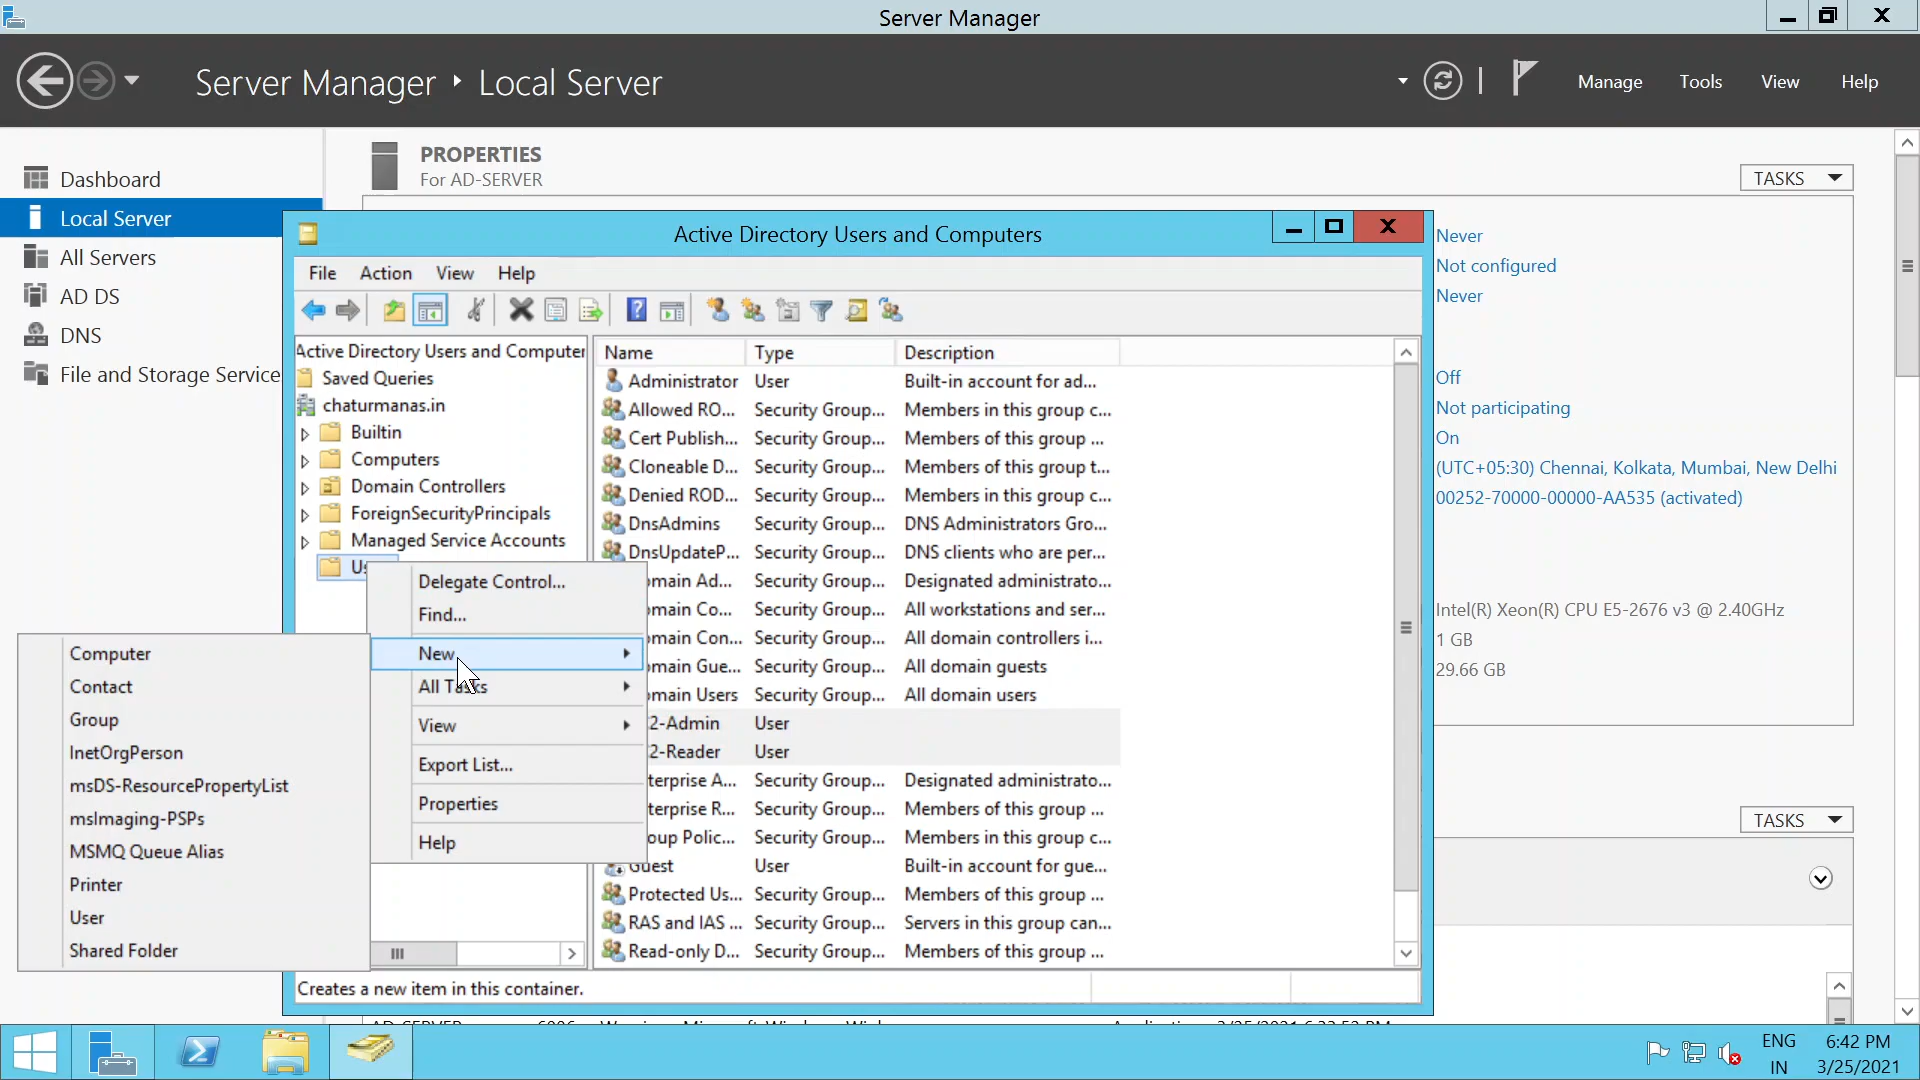 Server Manager
Server Manager ‣ Local Server
Manage Tools View Help
Dashboard
Local Server
All Servers
AD DS
DNS
File and Storage Service
PROPERTIES
For AD-SERVER
TASKS
Active Directory Users and Computers
File Action View Help
Active Directory Users and Computer
Saved Queries
chaturmanas.in
Builtin
Computers
Domain Controllers
ForeignSecurityPrincipals
Managed Service Accounts
Name Type Description
Administrator User Built-in account for ad...
Allowed RO... Security Group... Members in this group c...
Cert Publish... Security Group... Members of this group ...
Cloneable D... Security Group... Members of this group t...
Denied ROD... Security Group... Members in this group c...
DnsAdmins Security Group... DNS Administrators Gro...
DnsUpdateP... Security Group... DNS clients who are per...
omain Ad... Security Group... Designated administrato...
omain Co... Security Group... All workstations and ser...
omain Con... Security Group... All domain controllers i...
omain Gue... Security Group... All domain guests
omain Users Security Group... All domain users
2-Admin User
2-Reader User
terprise A... Security Group... Designated administrato...
terprise R... Security Group... Members of this group ...
oup Polic... Security Group... Members in this group c...
Guest User Built-in account for gue...
Protected Us... Security Group... Members of this group ...
RAS and IAS ... Security Group... Servers in this group can...
Read-only D... Security Group... Members of this group ...
Delegate Control...
Find...
New
All Tasks
View
Export List...
Properties
Help
Computer
Contact
Group
InetOrgPerson
msDS-ResourcePropertyList
msImaging-PSPs
MSMQ Queue Alias
Printer
User
Shared Folder
Creates a new item in this container.
Never
Not configured
Never
Off
Not participating
On
(UTC+05:30) Chennai, Kolkata, Mumbai, New Delhi
00252-70000-00000-AA535 (activated)
Intel(R) Xeon(R) CPU E5-2676 v3 @ 2.40GHz
1 GB
29.66 GB
TASKS
ENG
IN
6:42 PM
3/25/2021